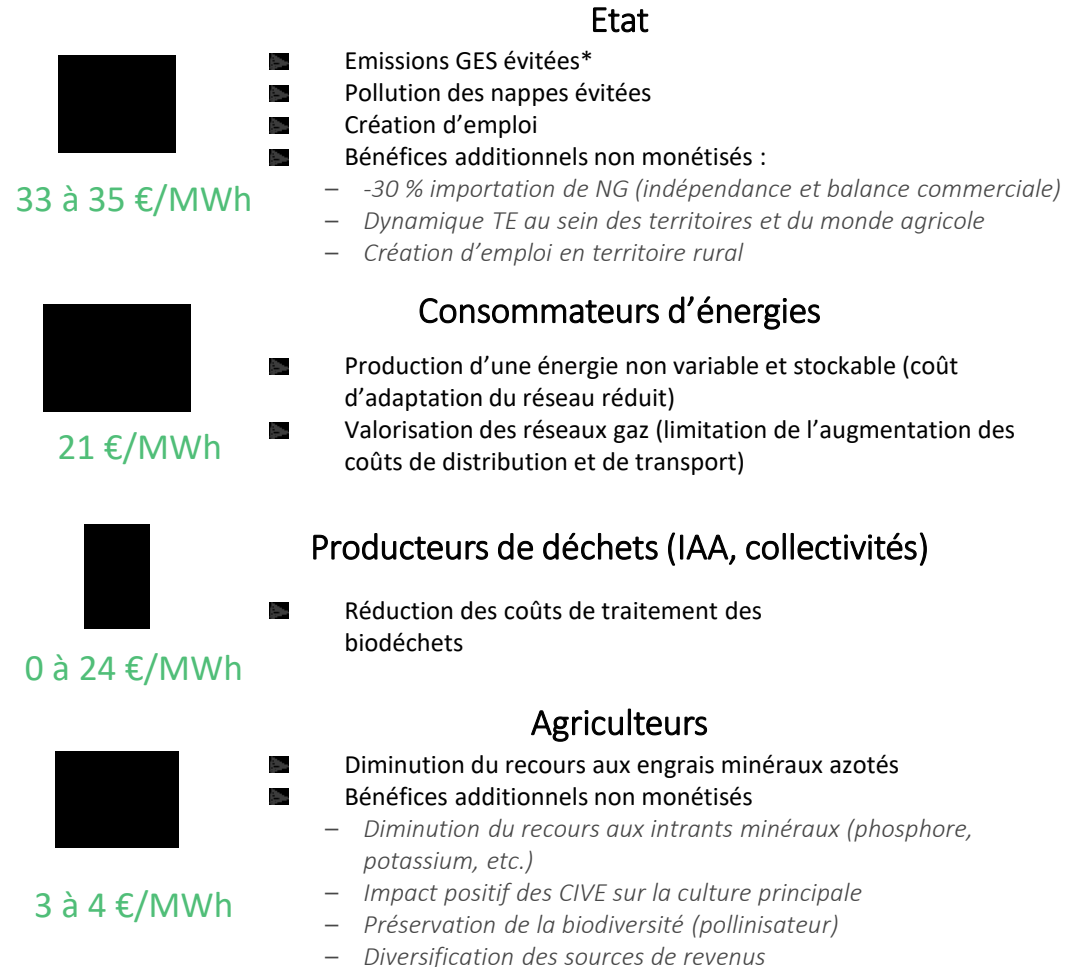 Etat
Emissions GES évitées*
Pollution des nappes évitées
Création d'emploi
Bénéfices additionnels non monétisés :
– -30 % importation de NG (indépendance et balance commerciale)
– Dynamique TE au sein des territoires et du monde agricole
– Création d'emploi en territoire rural
33 à 35 €/MWh
Consommateurs d'énergies
Production d'une énergie non variable et stockable (coût
d'adaptation du réseau réduit)
Valorisation des réseaux gaz (limitation de l'augmentation des
coûts de distribution et de transport)
21 €/MWh
Producteurs de déchets (IAA, collectivités)
Réduction des coûts de traitement des
biodéchets
0 à 24 €/MWh
Agriculteurs
Diminution du recours aux engrais minéraux azotés
Bénéfices additionnels non monétisés
– Diminution du recours aux intrants minéraux (phosphore,
potassium, etc.)
– Impact positif des CIVE sur la culture principale
– Préservation de la biodiversité (pollinisateur)
– Diversification des sources de revenus
3 à 4 €/MWh